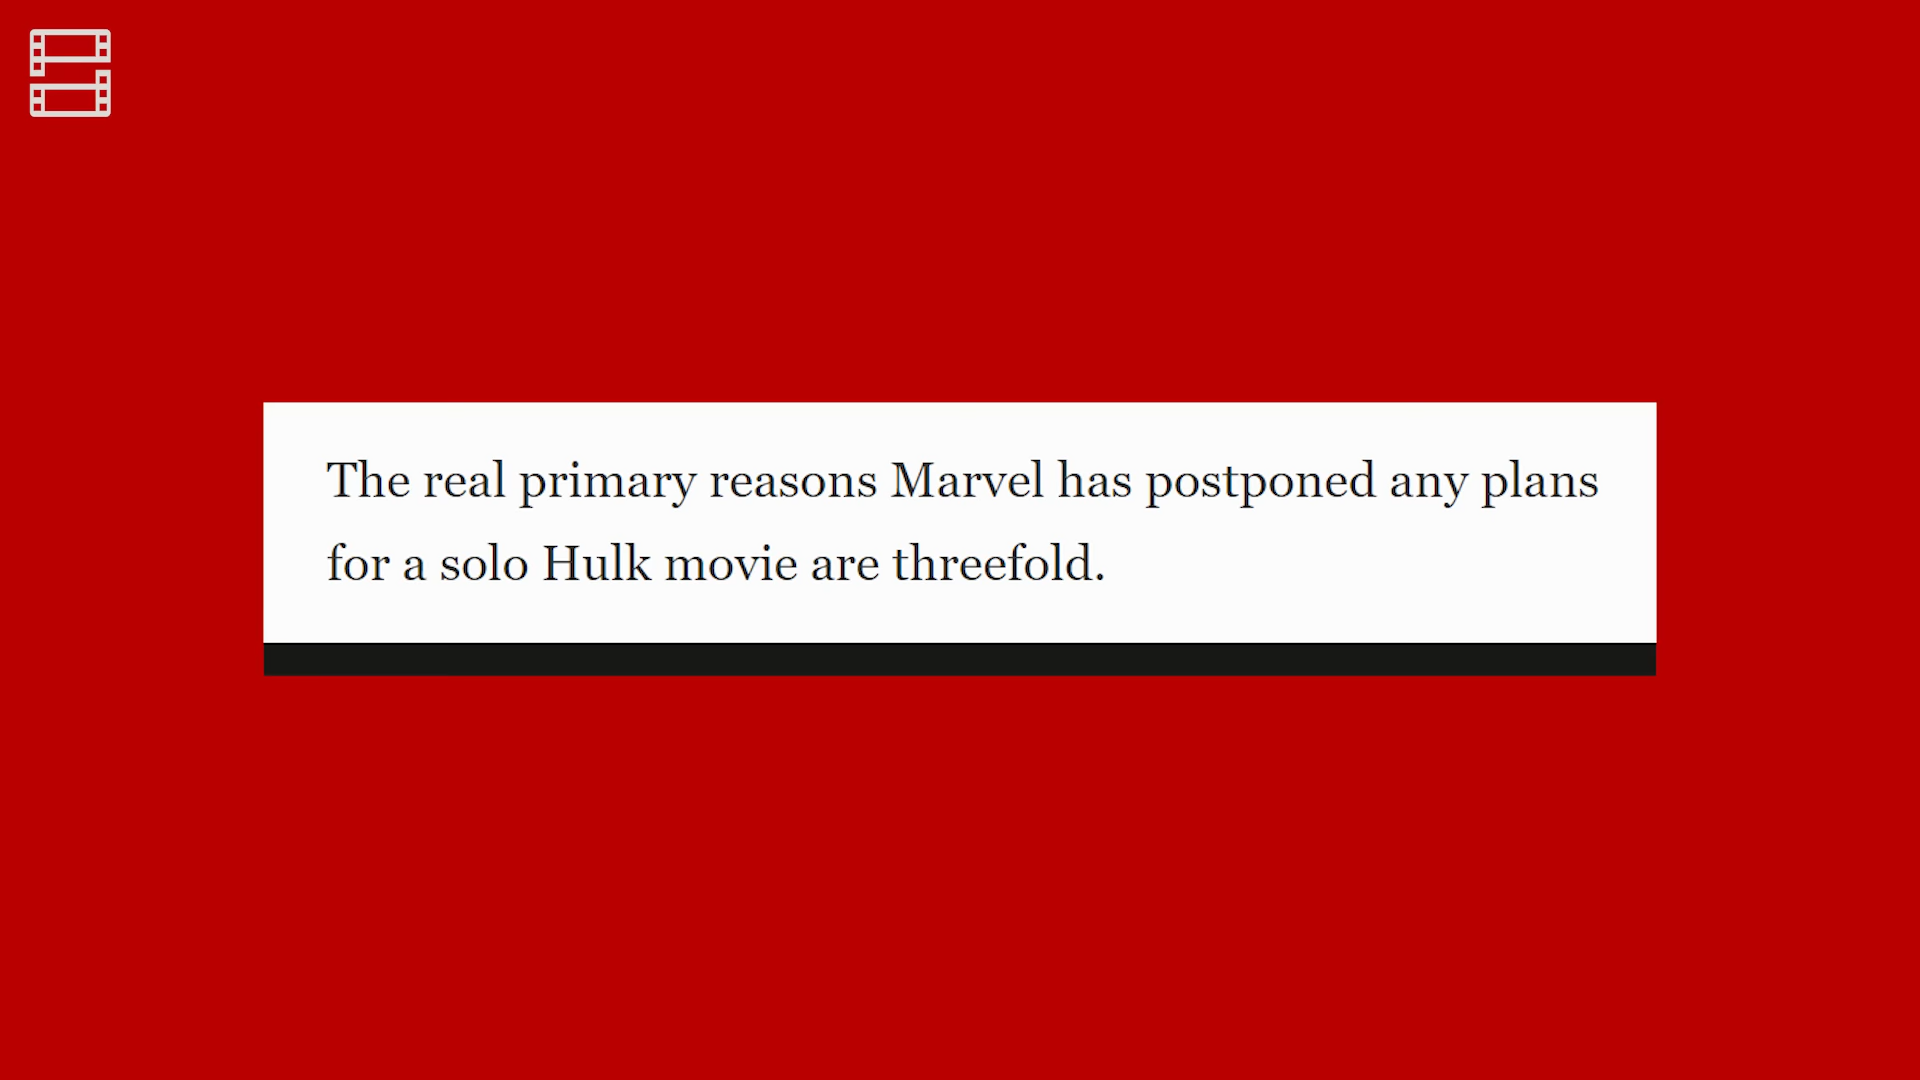 The real primary reasons Marvel has postponed any plans
for a solo Hulk movie are threefold.